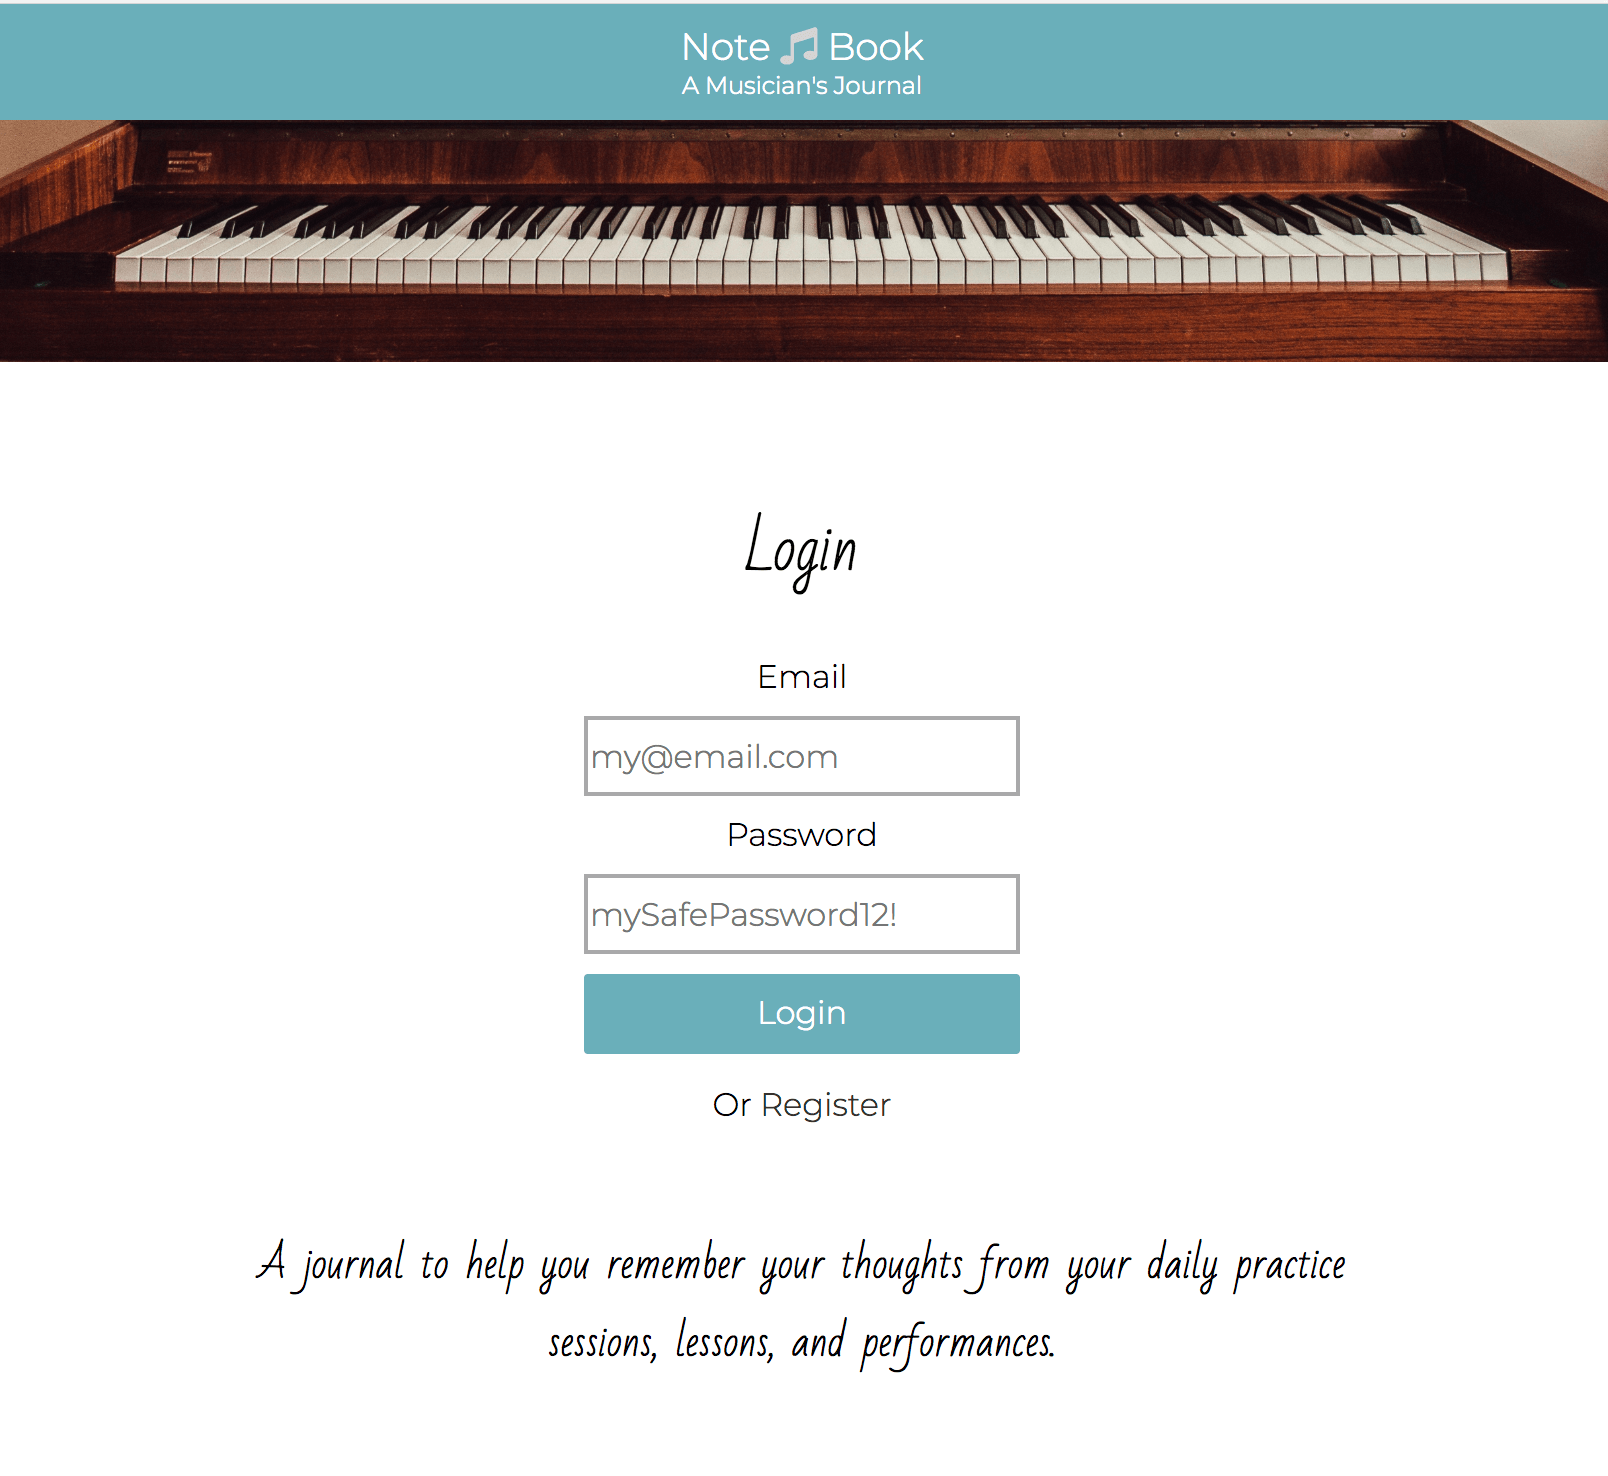 Note Book
A Musician's Journal
Login
Email
my@email.com
Password
mySafePassword12!
Login
Or Register
A journal to help you remember your thoughts from your daily practice
sessions, lessons, and performances.